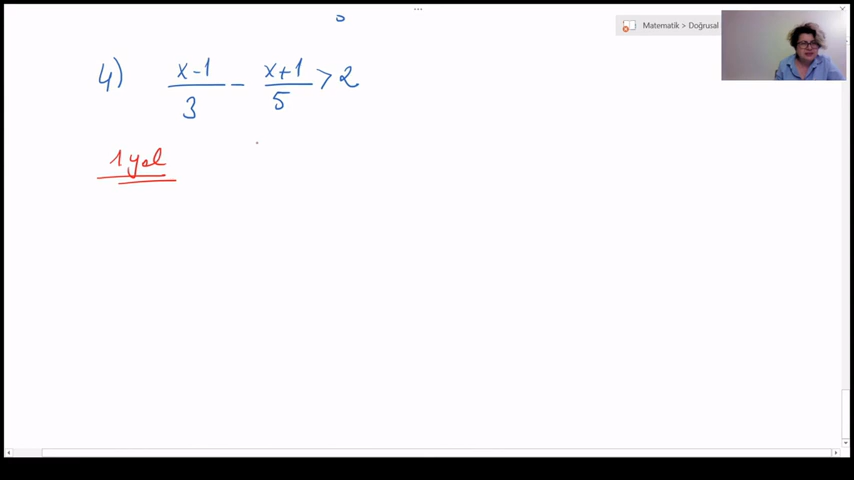 Matematik > Doğrusal
4) x-1/3 - x+1/5 > 2
1 yol